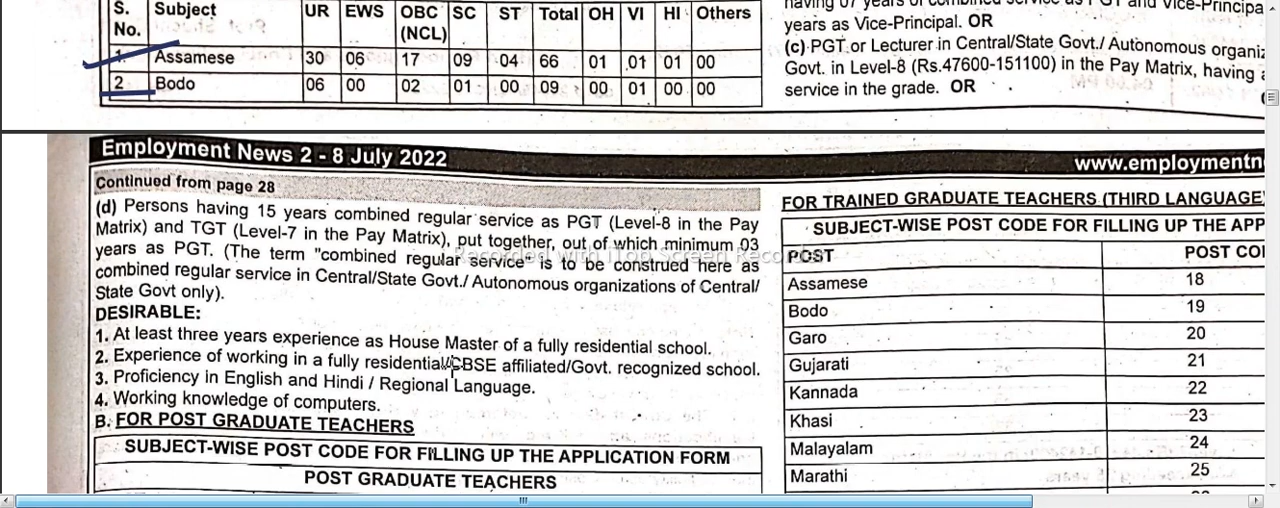 S. No. Subject UR EWS OBC (NCL) SC ST Total OH VI HI Others
1. Assamese 30 06 17 09 04 66 01 01 01 00
2 Bodo 06 00 02 01 00 09 00 01 00 00
years as Vice-Principal. OR
(c) PGT or Lecturer in Central/State Govt./ Autonomous
Govt. in Level-8 (Rs.47600-151100) in the Pay Matrix, having
service in the grade. OR
Employment News 2 - 8 July 2022
www.employmentn
Continued from page 28
(d) Persons having 15 years combined regular service as PGT (Level-8 in the Pay
Matrix) and TGT (Level-7 in the Pay Matrix), put together, out of which minimum 03
years as PGT. (The term "combined regular service" is to be construed here as
combined regular service in Central/State Govt./ Autonomous organizations of Central/
State Govt only).
DESIRABLE:
1. At least three years experience as House Master of a fully residential school.
2. Experience of working in a fully residential/CBSE affiliated/Govt. recognized school.
3. Proficiency in English and Hindi / Regional Language.
4. Working knowledge of computers.
B. FOR POST GRADUATE TEACHERS
SUBJECT-WISE POST CODE FOR FILLING UP THE APPLICATION FORM
POST GRADUATE TEACHERS
FOR TRAINED GRADUATE TEACHERS (THIRD LANGUAGE
SUBJECT-WISE POST CODE FOR FILLING UP THE APP
POST POST CO
Assamese 18
Bodo 19
Garo 20
Gujarati 21
Kannada 22
Khasi 23
Malayalam 24
Marathi 25
Recorded with iTop Screen Recorder